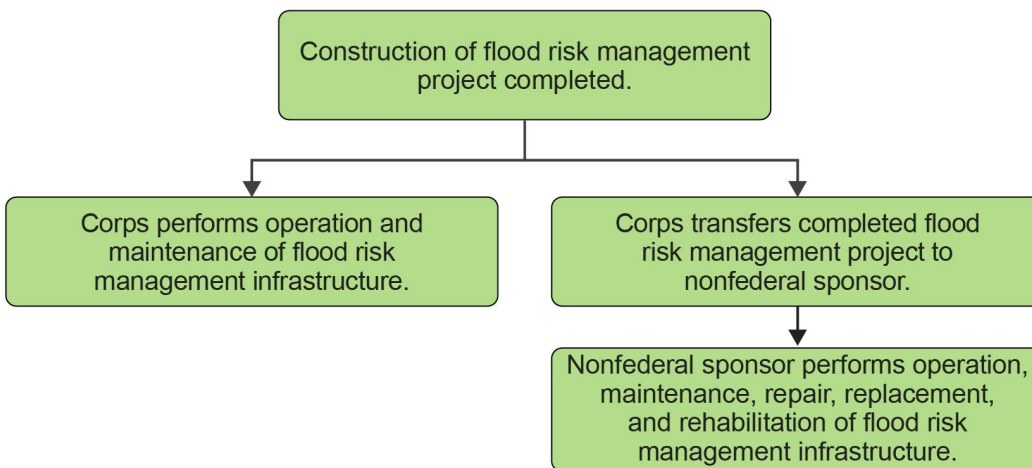 Construction of flood risk management
project completed.
Corps performs operation and
maintenance of flood risk
management infrastructure.
Corps transfers completed flood
risk management project to
nonfederal sponsor.
Nonfederal sponsor performs operation,
maintenance, repair, replacement,
and rehabilitation of flood risk
management infrastructure.